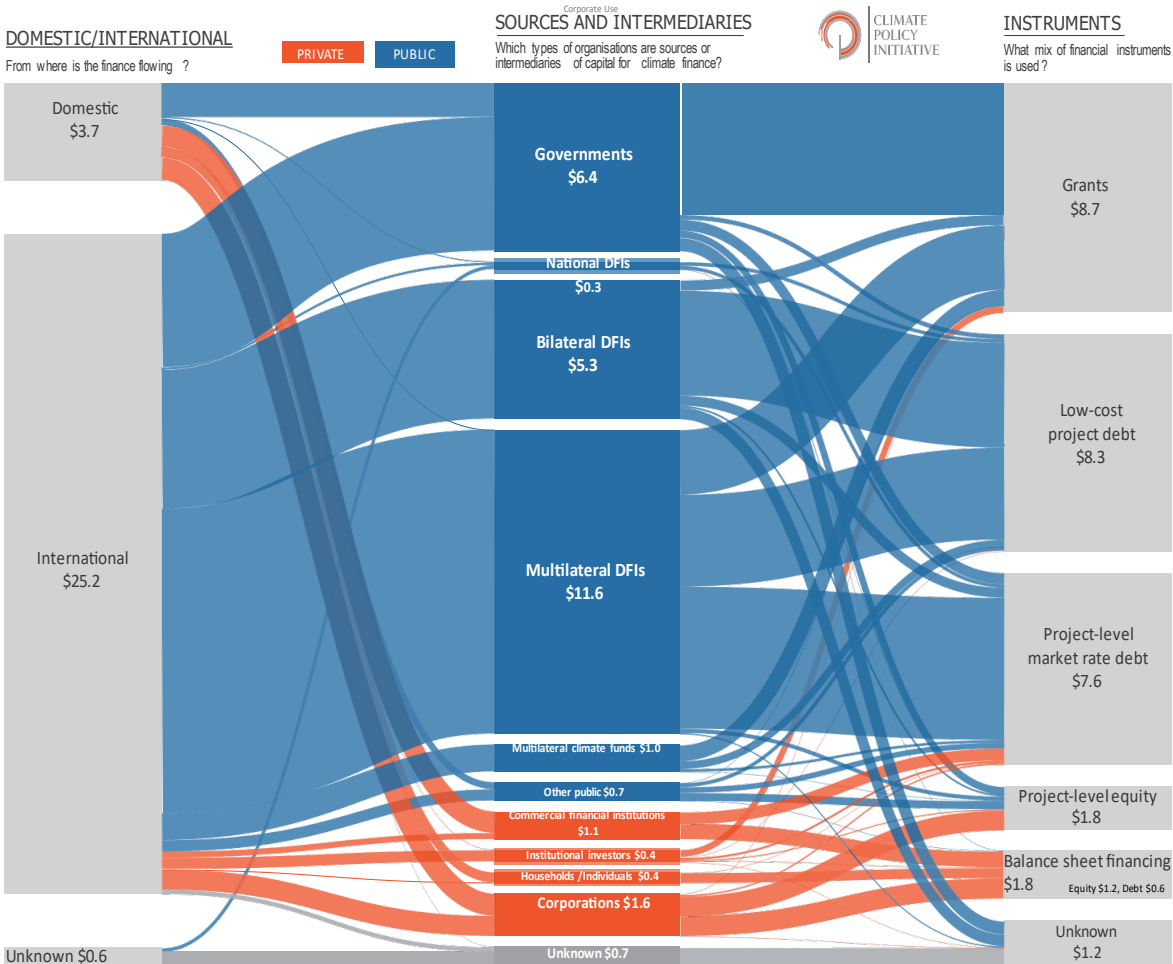 Corporate Use
DOMESTIC/INTERNATIONAL
From where is the finance flowing ?
PRIVATE
PUBLIC
SOURCES AND INTERMEDIARIES
Which types of organisations are sources or
intermediaries of capital for climate finance?
CLIMATE
POLICY
INITIATIVE
INSTRUMENTS
What mix of financial instruments
is used ?
Domestic
$3.7
International
$25.2
Unknown $0.6
Governments
$6.4
National DFIs
$0.3
Bilateral DFIs
$5.3
Multilateral DFIs
$11.6
Multilateral climate funds $1.0
Other public $0.7
Commercial financial institutions
$1.1
Institutional investors $0.4
Households /Individuals $0.4
Corporations $1.6
Unknown $0.7
Grants
$8.7
Low-cost
project debt
$8.3
Project-level
market rate debt
$7.6
Project-level equity
$1.8
Balance sheet financing
$1.8 Equity $1.2, Debt $0.6
Unknown
$1.2